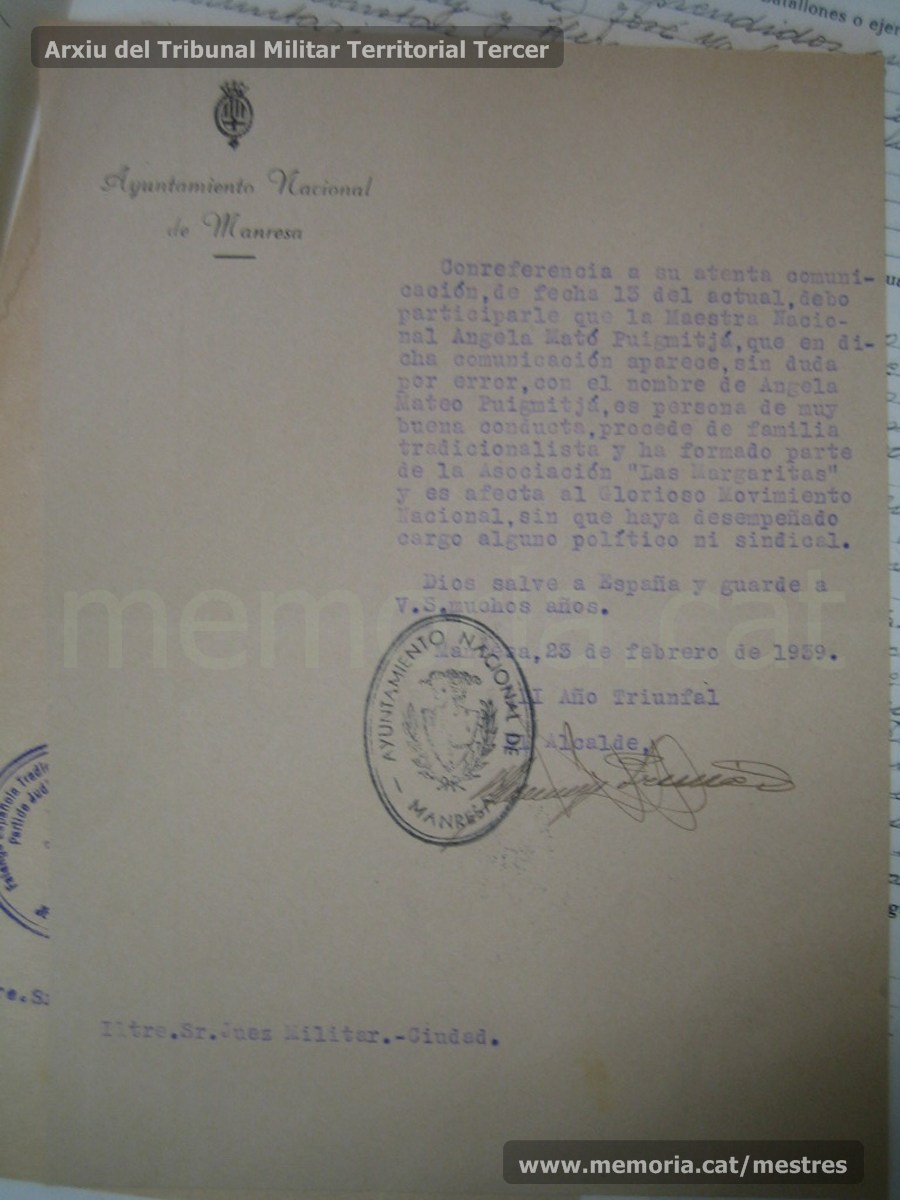 Arxiu del Tribunal Militar Territorial Tercer
Ayuntamiento Nacional
de Manresa
Conreferencia a su atenta comuni-
cación,de fecha 13 del actual,debo
participarle que la Maestra Nacio-
nal Angela Mató Puigmitjá,que en di-
cha comunicación aparece,sin duda
por error,con el nombre de Angela
Mateo Puigmitjá,es persona de muy
buena conducta,procede de familia
tradicionalista y ha formado parte
de la Asociación "Las Margaritas"
y es afecta al Glorioso Movimiento
Nacional,sin que haya desempeñado
cargo alguno político ni sindical.
Dios salve a España y guarde a
V.S.muchos años.
memoria.cat
Manresa,23 de febrero de 1939.
Año Triunfal
Alcalde,
AYUNTAMIENTO NACIONAL DE
MANRESA
Iltre.Sr.Juez Militar.-Ciudad.
www.memoria.cat/mestres